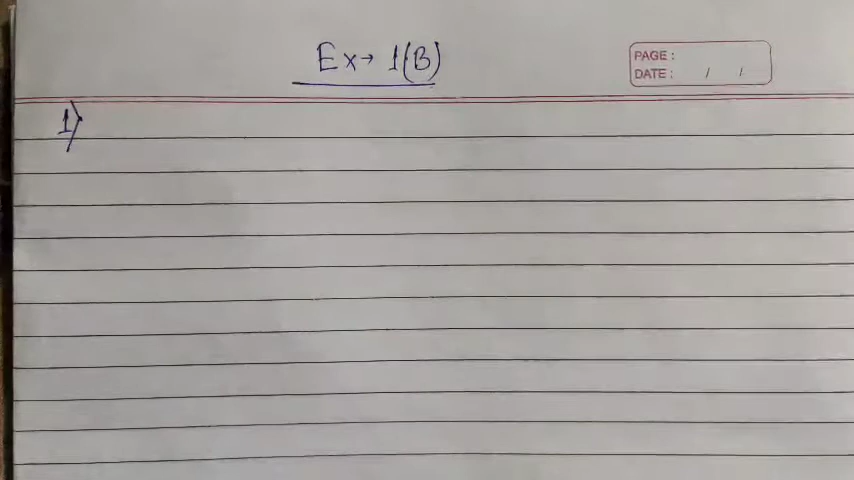 Ex→ 1(B)
PAGE :
DATE : / /
1)